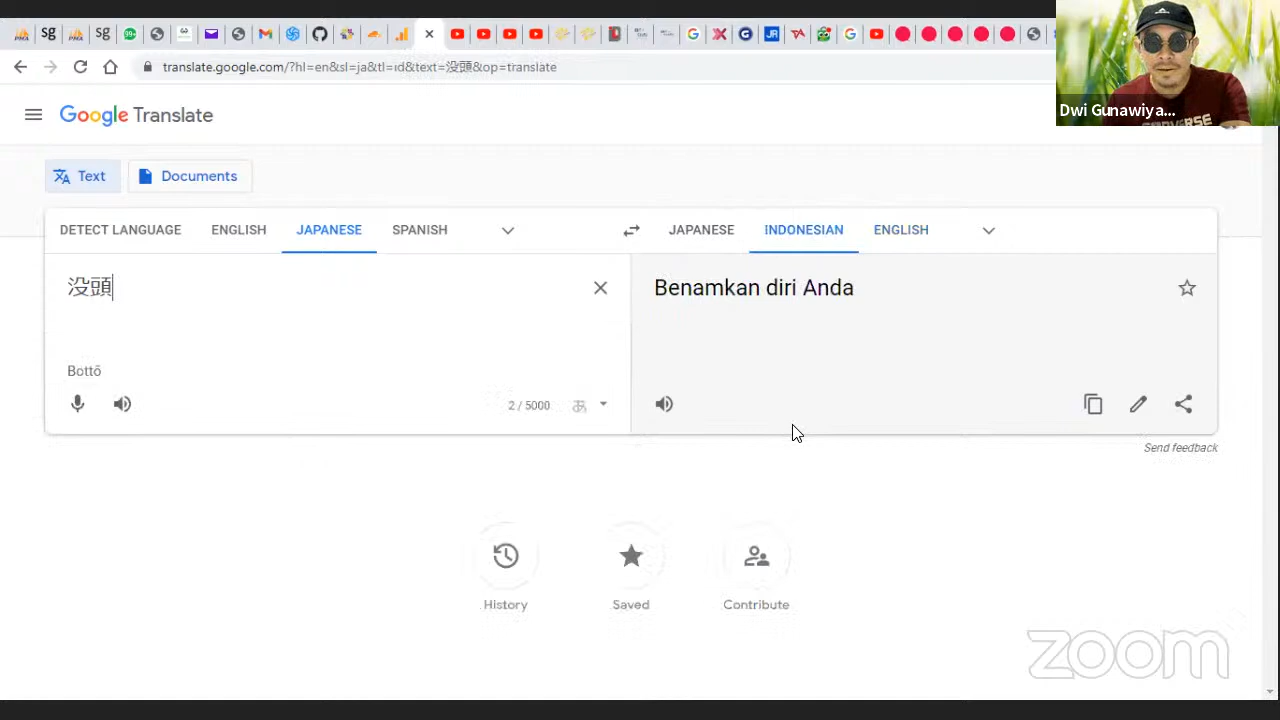 translate.google.com/?hl=en&sl=ja&tl=id&text=没頭&op=translate
Google Translate
Dwi Gunawiya...
CONVERSE
Text
Documents
DETECT LANGUAGE
ENGLISH
JAPANESE
SPANISH
JAPANESE
INDONESIAN
ENGLISH
没頭
Benamkan diri Anda
Bottō
2 / 5000
あ
Send feedback
History
Saved
Contribute
zoom